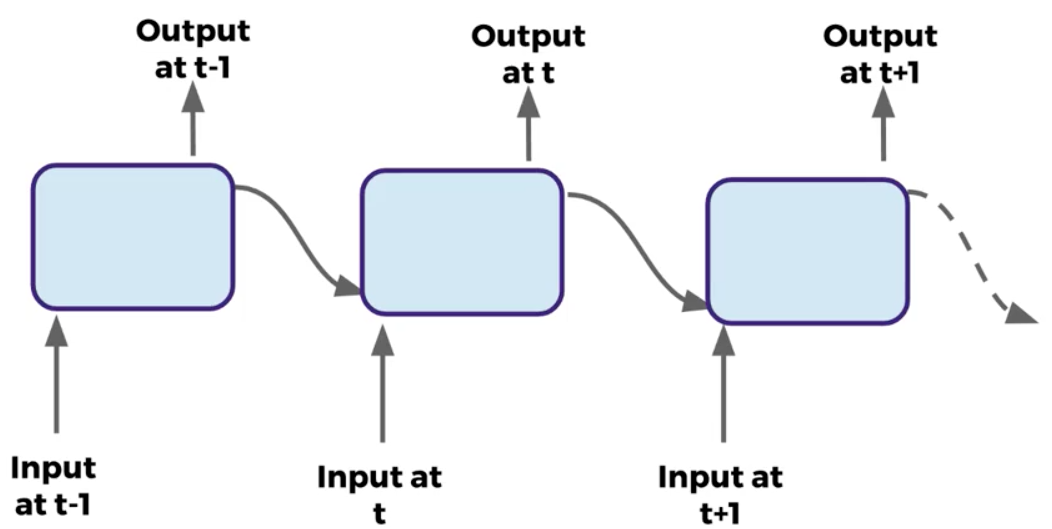 Output
at t-1
Output
at t
Output
at t+1
Input
at t-1
Input at
t
Input at
t+1